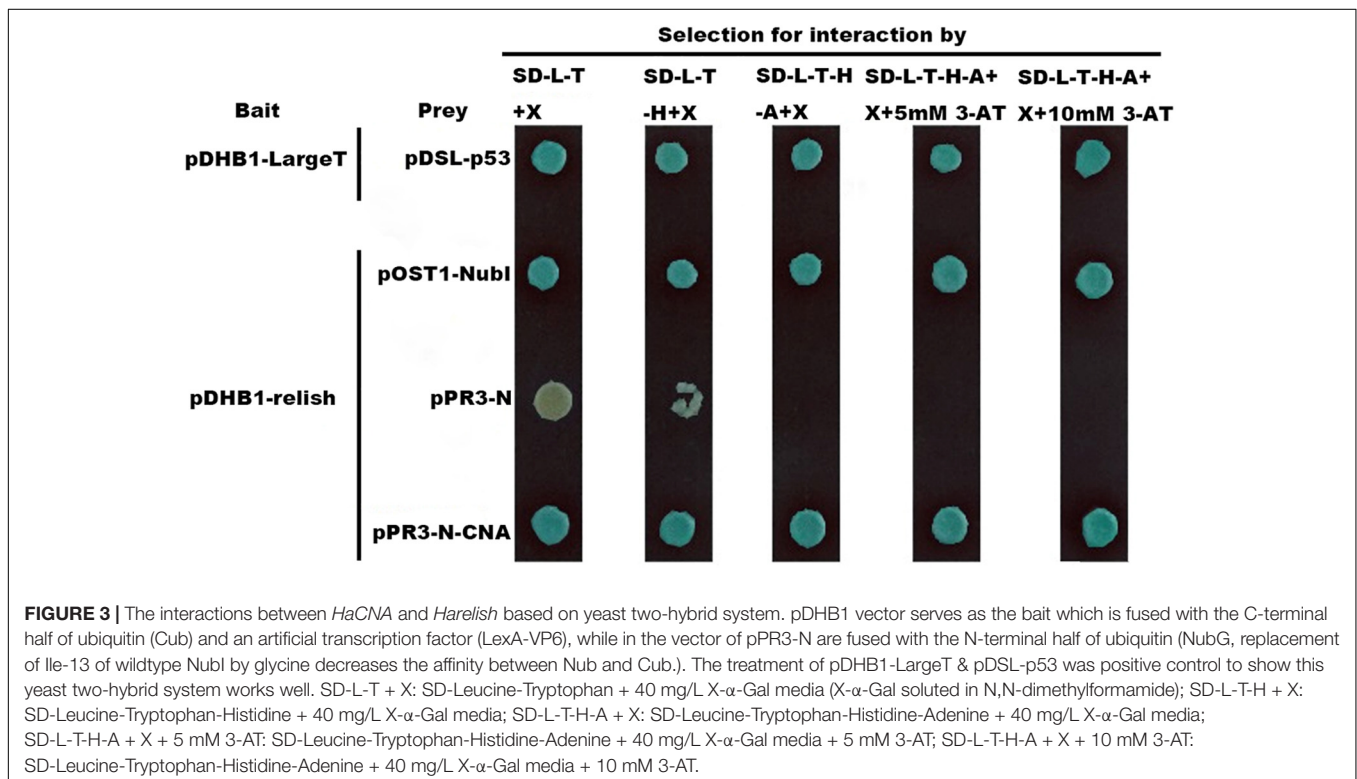 Selection for interaction by
SD-L-T SD-L-T SD-L-T-H SD-L-T-H-A+ SD-L-T-H-A+
Bait Prey +X -H+X -A+X X+5mM 3-AT X+10mM 3-AT
pDHB1-LargeT pDSL-p53
pOST1-NubI
pDHB1-relish pPR3-N
pPR3-N-CNA
FIGURE 3 | The interactions between HaCNA and Harelish based on yeast two-hybrid system. pDHB1 vector serves as the bait which is fused with the C-terminal
half of ubiquitin (Cub) and an artificial transcription factor (LexA-VP6), while in the vector of pPR3-N are fused with the N-terminal half of ubiquitin (NubG, replacement
of Ile-13 of wildtype NubI by glycine decreases the affinity between Nub and Cub.). The treatment of pDHB1-LargeT & pDSL-p53 was positive control to show this
yeast two-hybrid system works well. SD-L-T + X: SD-Leucine-Tryptophan + 40 mg/L X-α-Gal media (X-α-Gal soluted in N,N-dimethylformamide); SD-L-T-H + X:
SD-Leucine-Tryptophan-Histidine + 40 mg/L X-α-Gal media; SD-L-T-H-A + X: SD-Leucine-Tryptophan-Histidine-Adenine + 40 mg/L X-α-Gal media;
SD-L-T-H-A + X + 5 mM 3-AT: SD-Leucine-Tryptophan-Histidine-Adenine + 40 mg/L X-α-Gal media + 5 mM 3-AT; SD-L-T-H-A + X + 10 mM 3-AT:
SD-Leucine-Tryptophan-Histidine-Adenine + 40 mg/L X-α-Gal media + 10 mM 3-AT.